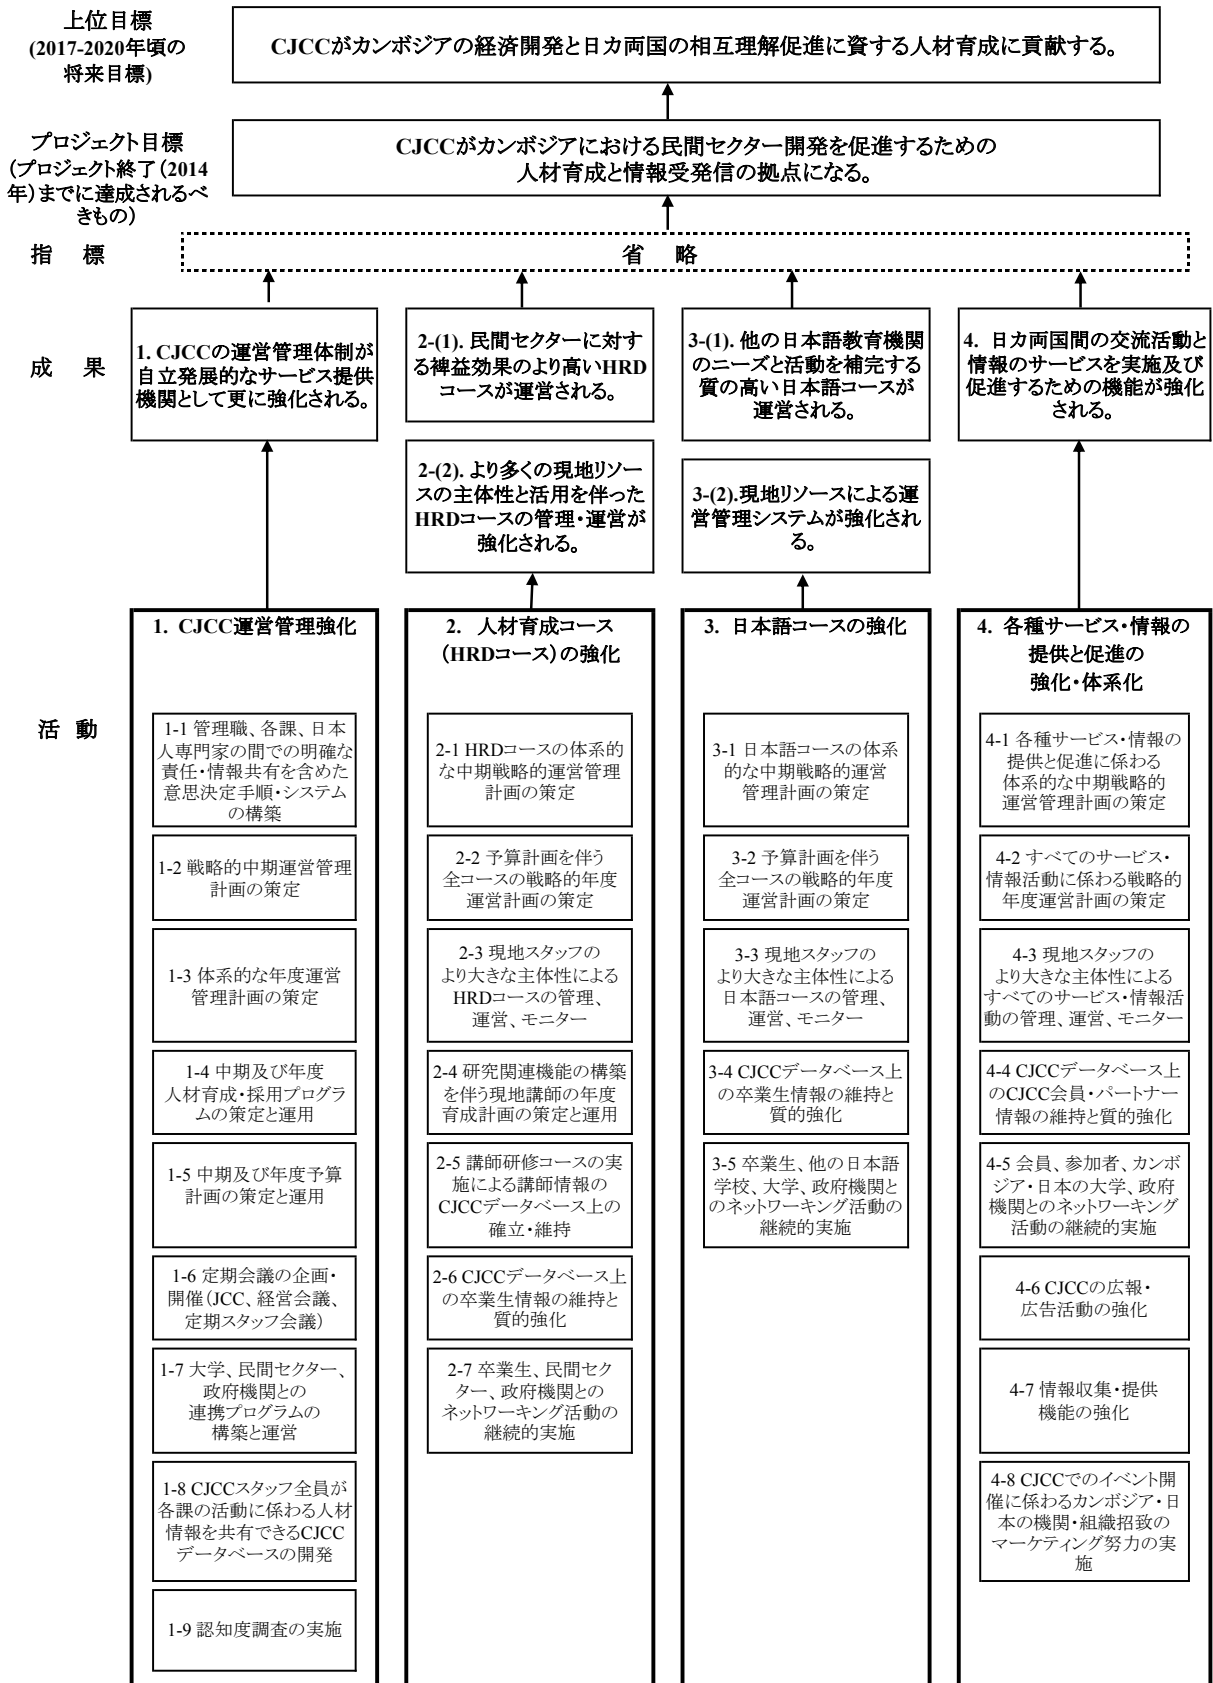 上位目標
(2017-2020年頃の
将来目標)
CJCCがカンボジアの経済開発と日カ両国の相互理解促進に資する人材育成に貢献する。
プロジェクト目標
(プロジェクト終了(2014
年)までに達成されるべ
きもの)
CJCCがカンボジアにおける民間セクター開発を促進するための
人材育成と情報受発信の拠点になる。
指 標
省 略
成 果
1. CJCCの運営管理体制が
自立発展的なサービス提供
機関として更に強化される。
2-(1). 民間セクターに対す
る裨益効果のより高いHRD
コースが運営される。
3-(1). 他の日本語教育機関
のニーズと活動を補完する
質の高い日本語コースが
運営される。
4. 日カ両国間の交流活動と
情報のサービスを実施及び
促進するための機能が強化
される。
2-(2). より多くの現地リソー
スの主体性と活用を伴った
HRDコースの管理・運営が
強化される。
3-(2).現地リソースによる運
営管理システムが強化され
る。
活 動
1. CJCC運営管理強化
1-1 管理職、各課、日本
人専門家の間での明確な
責任・情報共有を含めた
意思決定手順・システム
の構築
1-2 戦略的中期運営管理
計画の策定
1-3 体系的な年度運営
管理計画の策定
1-4 中期及び年度
人材育成・採用プログラ
ムの策定と運用
1-5 中期及び年度予算
計画の策定と運用
1-6 定期会議の企画・
開催(JCC、経営会議、
定期スタッフ会議)
1-7 大学、民間セクター、
政府機関との
連携プログラムの
構築と運営
1-8 CJCCスタッフ全員が
各課の活動に係わる人材
情報を共有できるCJCC
データベースの開発
1-9 認知度調査の実施
2. 人材育成コース
(HRDコース)の強化
2-1 HRDコースの体系的
な中期戦略的運営管理
計画の策定
2-2 予算計画を伴う
全コースの戦略的年度
運営計画の策定
2-3 現地スタッフの
より大きな主体性による
HRDコースの管理、
運営、モニター
2-4 研究関連機能の構築
を伴う現地講師の年度
育成計画の策定と運用
2-5 講師研修コースの実
施による講師情報の
CJCCデータベース上の
確立・維持
2-6 CJCCデータベース上
の卒業生情報の維持と
質的強化
2-7 卒業生、民間セク
ター、政府機関との
ネットワーキング活動の
継続的実施
3. 日本語コースの強化
3-1 日本語コースの体系
的な中期戦略的運営
管理計画の策定
3-2 予算計画を伴う
全コースの戦略的年度
運営計画の策定
3-3 現地スタッフの
より大きな主体性による
日本語コースの管理、
運営、モニター
3-4 CJCCデータベース上
の卒業生情報の維持と
質的強化
3-5 卒業生、他の日本語
学校、大学、政府機関と
のネットワーキング活動の
継続的実施
4. 各種サービス・情報の
提供と促進の
強化・体系化
4-1 各種サービス・情報の
提供と促進に係わる
体系的な中期戦略的
運営管理計画の策定
4-2 すべてのサービス・
情報活動に係わる戦略的
年度運営計画の策定
4-3 現地スタッフの
より大きな主体性による
すべてのサービス・情報活
動の管理、運営、モニター
4-4 CJCCデータベース上
のCJCC会員・パートナー
情報の維持と質的強化
4-5 会員、参加者、カンボ
ジア・日本の大学、政府
機関とのネットワーキング
活動の継続的実施
4-6 CJCCの広報・
広告活動の強化
4-7 情報収集・提供
機能の強化
4-8 CJCCでのイベント開
催に係わるカンボジア・日
本の機関・組織招致の
マーケティング努力の実
施